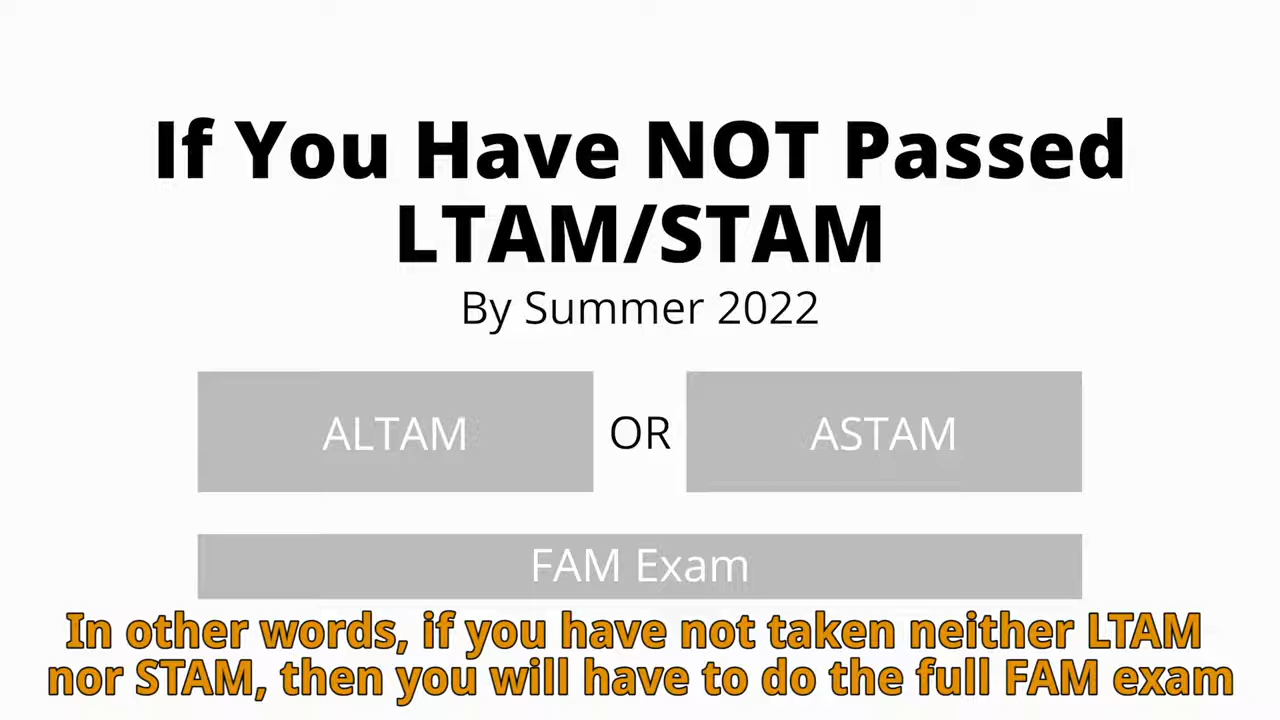 If You Have NOT Passed
LTAM/STAM
By Summer 2022
ALTAM OR ASTAM
FAM Exam
In other words, if you have not taken neither LTAM
nor STAM, then you will have to do the full FAM exam